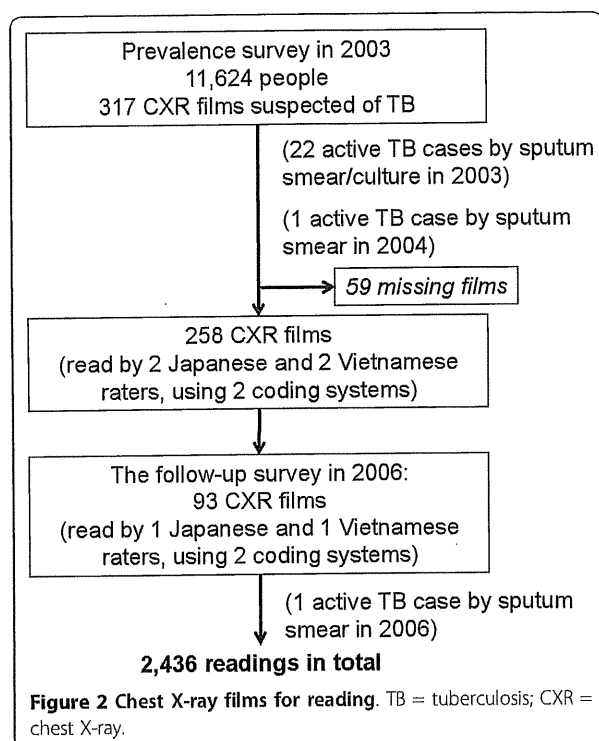 Prevalence survey in 2003
11,624 people
317 CXR films suspected of TB
(22 active TB cases by sputum
smear/culture in 2003)
(1 active TB case by sputum
smear in 2004)
59 missing films
258 CXR films
(read by 2 Japanese and 2 Vietnamese
raters, using 2 coding systems)
The follow-up survey in 2006:
93 CXR films
(read by 1 Japanese and 1 Vietnamese
raters, using 2 coding systems)
(1 active TB case by sputum
smear in 2006)
2,436 readings in total
Figure 2 Chest X-ray films for reading. TB = tuberculosis; CXR =
chest X-ray.